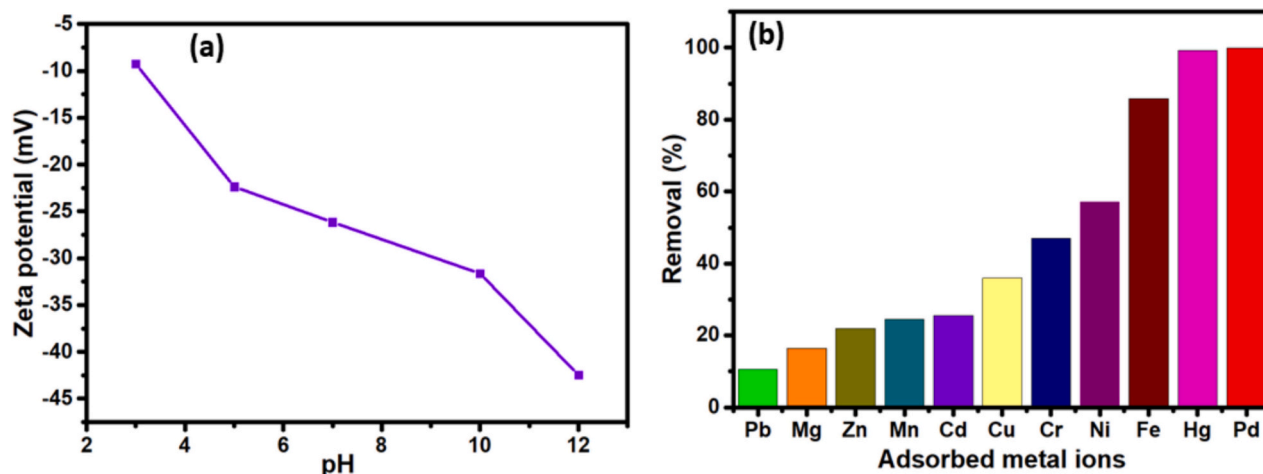 (a)
Zeta potential (mV)
-5
-10
-15
-20
-25
-30
-35
-40
-45
2 4 6 8 10 12
pH
(b)
Removal (%)
100
80
60
40
20
0
Pb Mg Zn Mn Cd Cu Cr Ni Fe Hg Pd
Adsorbed metal ions